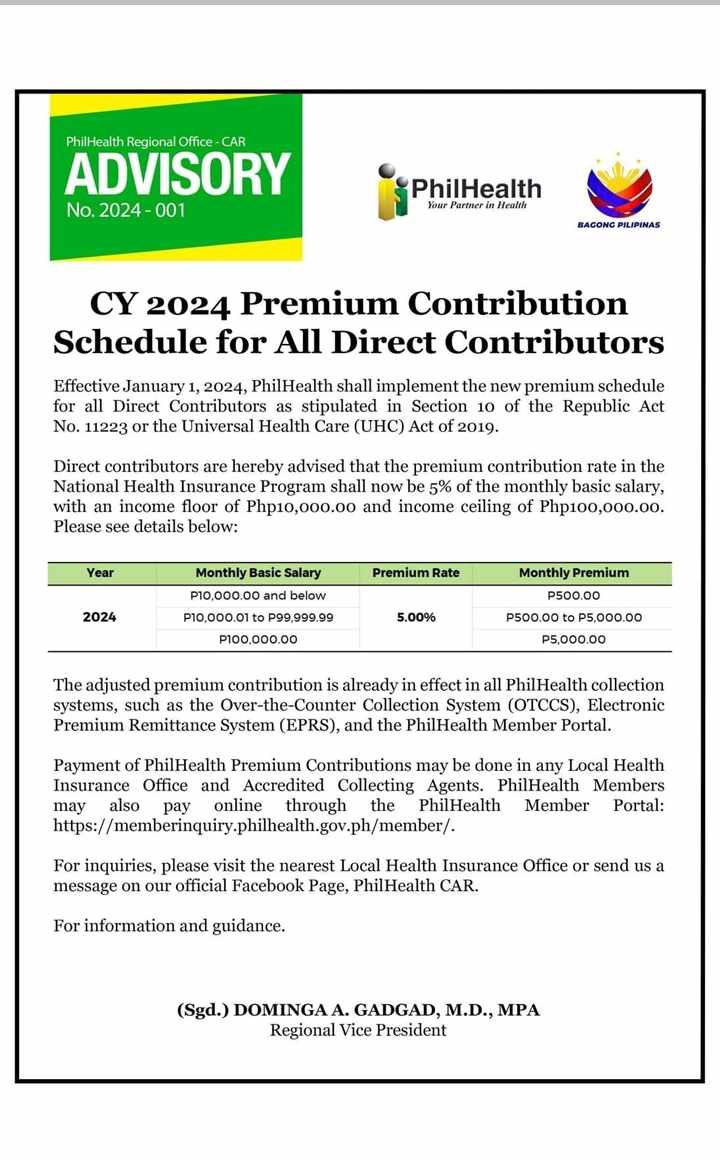 PhilHealth Regional Office - CAR
ADVISORY
No. 2024 - 001
PhilHealth
Your Partner in Health
BAGONG PILIPINAS
CY 2024 Premium Contribution
Schedule for All Direct Contributors
Effective January 1, 2024, PhilHealth shall implement the new premium schedule
for all Direct Contributors as stipulated in Section 10 of the Republic Act
No. 11223 or the Universal Health Care (UHC) Act of 2019.
Direct contributors are hereby advised that the premium contribution rate in the
National Health Insurance Program shall now be 5% of the monthly basic salary,
with an income floor of Php10,000.00 and income ceiling of Php100,000.00.
Please see details below:
Year Monthly Basic Salary Premium Rate Monthly Premium
P10,000.00 and below P500.00
2024 P10,000.01 to P99,999.99 5.00% P500.00 to P5,000.00
P100,000.00 P5,000.00
The adjusted premium contribution is already in effect in all PhilHealth collection
systems, such as the Over-the-Counter Collection System (OTCCS), Electronic
Premium Remittance System (EPRS), and the PhilHealth Member Portal.
Payment of PhilHealth Premium Contributions may be done in any Local Health
Insurance Office and Accredited Collecting Agents. PhilHealth Members
may also pay online through the PhilHealth Member Portal:
https://memberinquiry.philhealth.gov.ph/member/.
For inquiries, please visit the nearest Local Health Insurance Office or send us a
message on our official Facebook Page, PhilHealth CAR.
For information and guidance.
(Sgd.) DOMINGA A. GADGAD, M.D., MPA
Regional Vice President